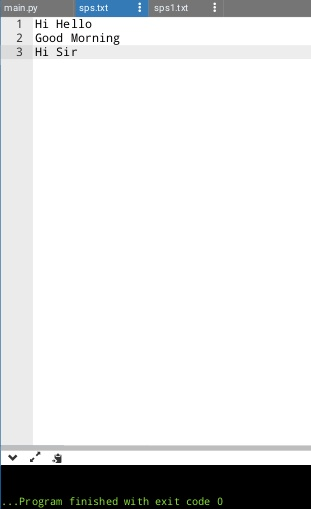 main.py sps.txt sps1.txt
1 Hi Hello
2 Good Morning
3 Hi Sir
...Program finished with exit code 0